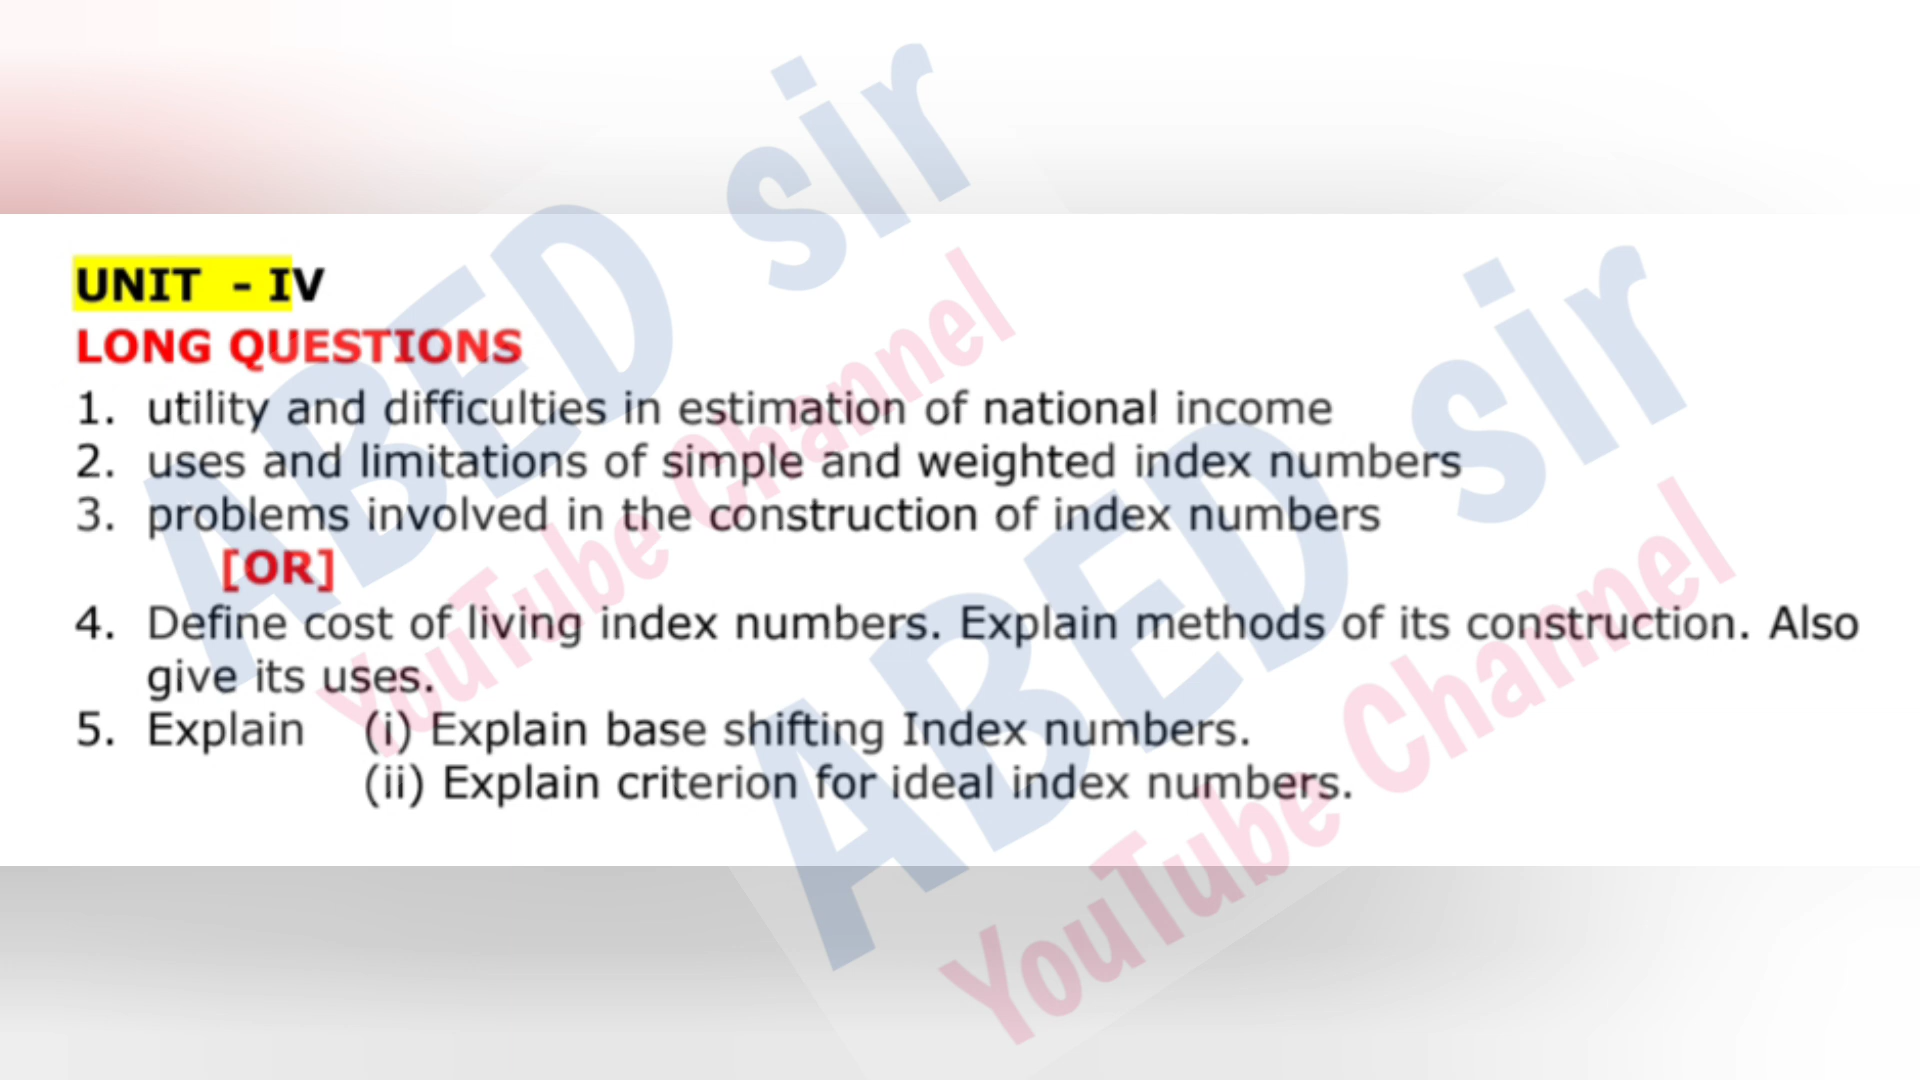 UNIT - IV
LONG QUESTIONS
1. utility and difficulties in estimation of national income
2. uses and limitations of simple and weighted index numbers
3. problems involved in the construction of index numbers
[OR]
4. Define cost of living index numbers. Explain methods of its construction. Also
give its uses.
5. Explain (i) Explain base shifting Index numbers.
(ii) Explain criterion for ideal index numbers.
ABED sir
YouTube Channel
ABED sir
YouTube Channel